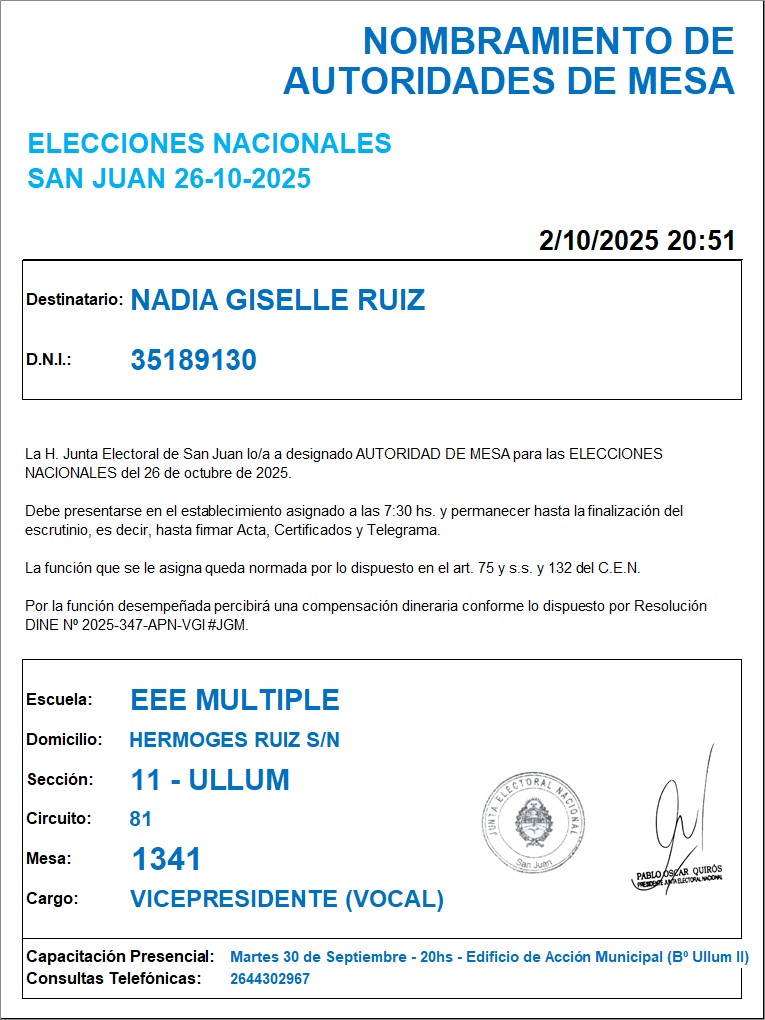 NOMBRAMIENTO DE
AUTORIDADES DE MESA
ELECCIONES NACIONALES
SAN JUAN 26-10-2025
2/10/2025 20:51
Destinatario: NADIA GISELLE RUIZ
D.N.I.: 35189130
La H. Junta Electoral de San Juan lo/a a designado AUTORIDAD DE MESA para las ELECCIONES
NACIONALES del 26 de octubre de 2025.
Debe presentarse en el establecimiento asignado a las 7:30 hs. y permanecer hasta la finalización del
escrutinio, es decir, hasta firmar Acta, Certificados y Telegrama.
La función que se le asigna queda normada por lo dispuesto en el art. 75 y s.s. y 132 del C.E.N.
Por la función desempeñada percibirá una compensación dineraria conforme lo dispuesto por Resolución
DINE Nº 2025-347-APN-VGI#JGM.
Escuela: EEE MULTIPLE
Domicilio: HERMOGES RUIZ S/N
Sección: 11 - ULLUM
Circuito: 81
Mesa: 1341
Cargo: VICEPRESIDENTE (VOCAL)
JUNTA ELECTORAL NACIONAL
San Juan
PABLO OSCAR QUIRÓS
PRESIDENTE JUNTA ELECTORAL NACIONAL
Capacitación Presencial: Martes 30 de Septiembre - 20hs - Edificio de Acción Municipal (Bº Ullum II)
Consultas Telefónicas: 2644302967